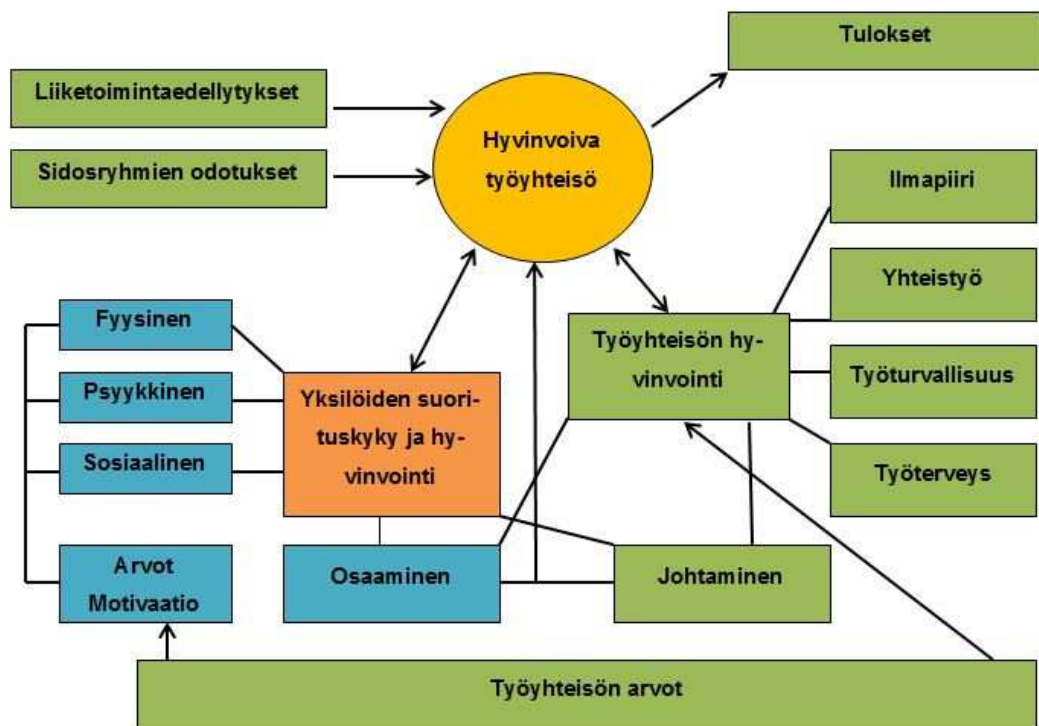 Tulokset
Liiketoimintaedellytykset
Hyvinvoiva
työyhteisö
Sidosryhmien odotukset
Ilmapiiri
Yhteistyö
Fyysinen
Työyhteisön hy-
vinvointi
Työturvallisuus
Psyykkinen
Yksilöiden suori-
tuskyky ja hy-
vinvointi
Sosiaalinen
Työterveys
Arvot
Motivaatio
Osaaminen
Johtaminen
Työyhteisön arvot